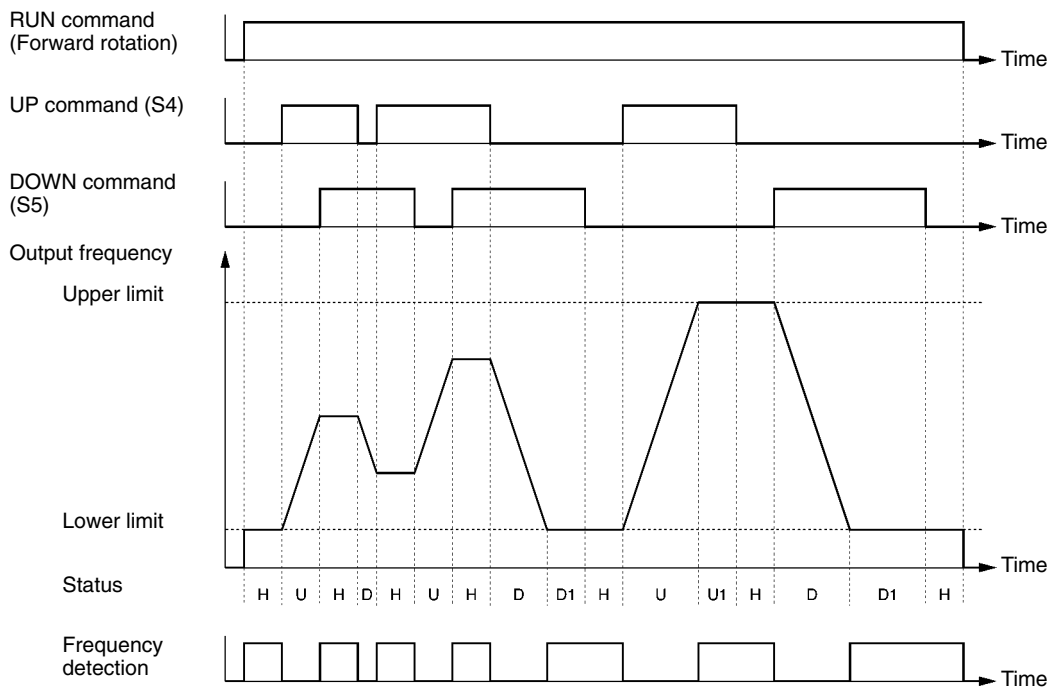 RUN command
(Forward rotation)
Time
UP command (S4)
Time
DOWN command
(S5)
Time
Output frequency
Upper limit
Lower limit
Time
Status
H U H D H U H D D1 H U U1 H D D1 H
Frequency
detection
Time